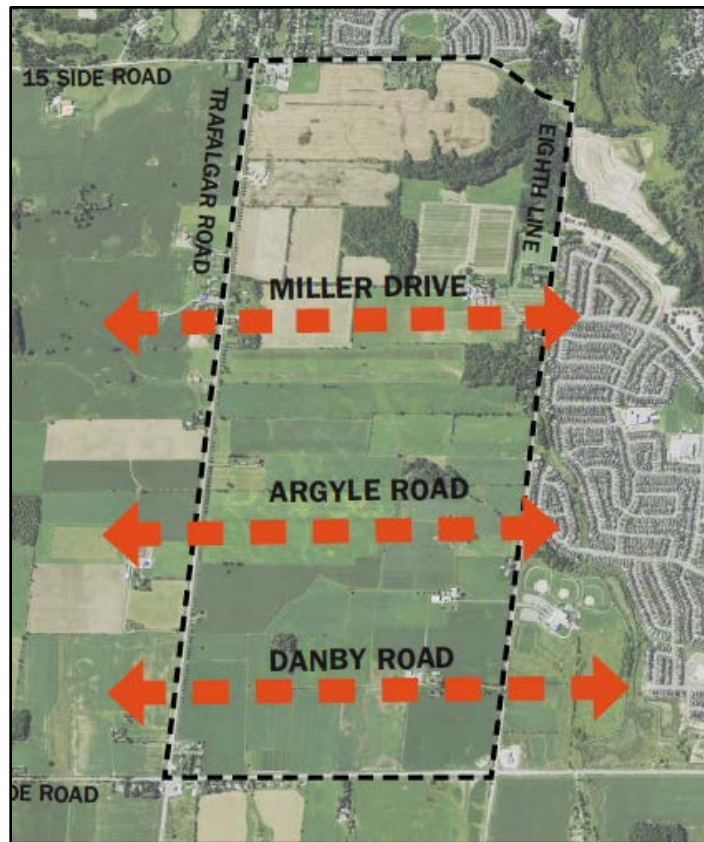 15 SIDE ROAD
TRAFALGAR ROAD
EIGHTH LINE
MILLER DRIVE
ARGYLE ROAD
DANBY ROAD
DE ROAD